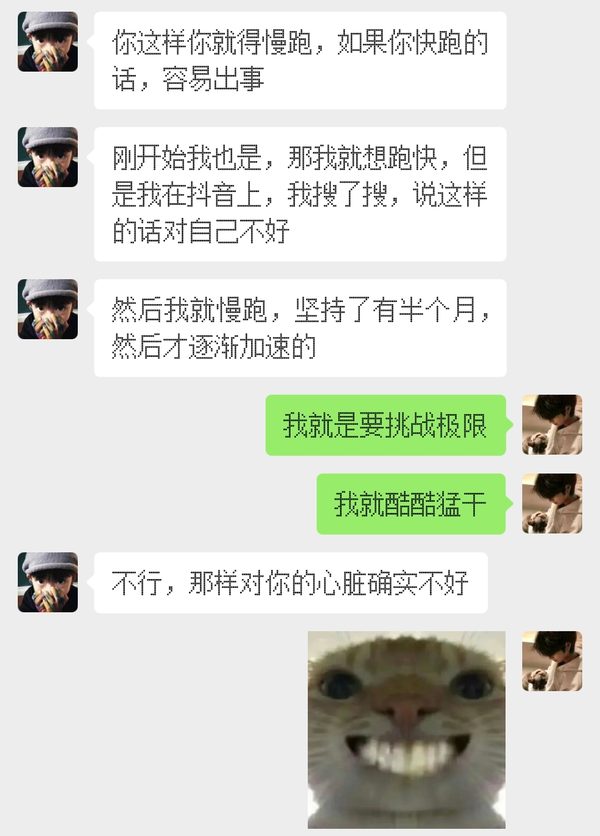 你这样你就得慢跑，如果你快跑的
话，容易出事
刚开始我也是，那我就想跑快，但
是我在抖音上，我搜了搜，说这样
的话对自己不好
然后我就慢跑，坚持了有半个月，
然后才逐渐加速的
我就是要挑战极限
我就酷酷猛干
不行，那样对你的心脏确实不好